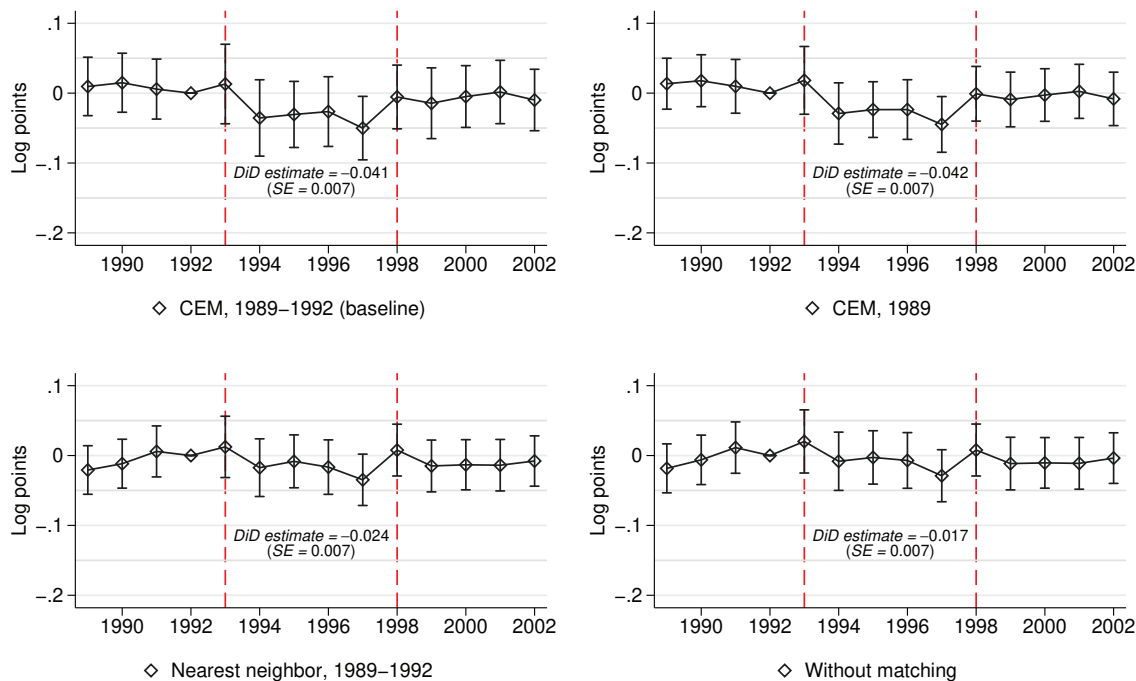 Log points
.1
0
−.1
−.2
DiD estimate = −0.041
(SE = 0.007)
1990 1992 1994 1996 1998 2000 2002
CEM, 1989−1992 (baseline)
Log points
.1
0
−.1
−.2
DiD estimate = −0.042
(SE = 0.007)
1990 1992 1994 1996 1998 2000 2002
CEM, 1989
Log points
.1
0
−.1
−.2
DiD estimate = −0.024
(SE = 0.007)
1990 1992 1994 1996 1998 2000 2002
Nearest neighbor, 1989−1992
Log points
.1
0
−.1
−.2
DiD estimate = −0.017
(SE = 0.007)
1990 1992 1994 1996 1998 2000 2002
Without matching